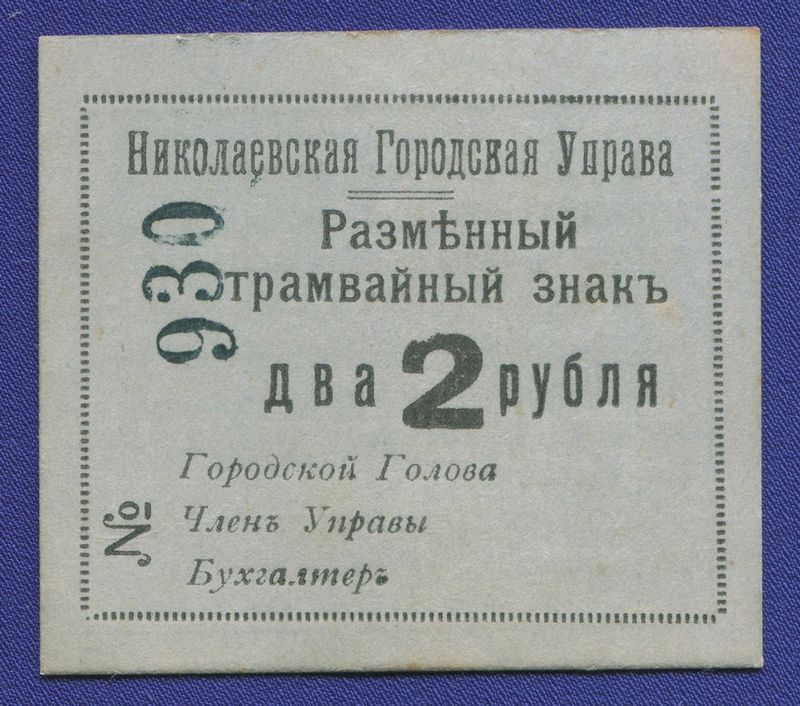 Николаевская Городская Управа
Размѣнный
трамвайный знакъ
два 2 рубля
Городской Голова
Членъ Управы
Бухгалтеръ
№ 930